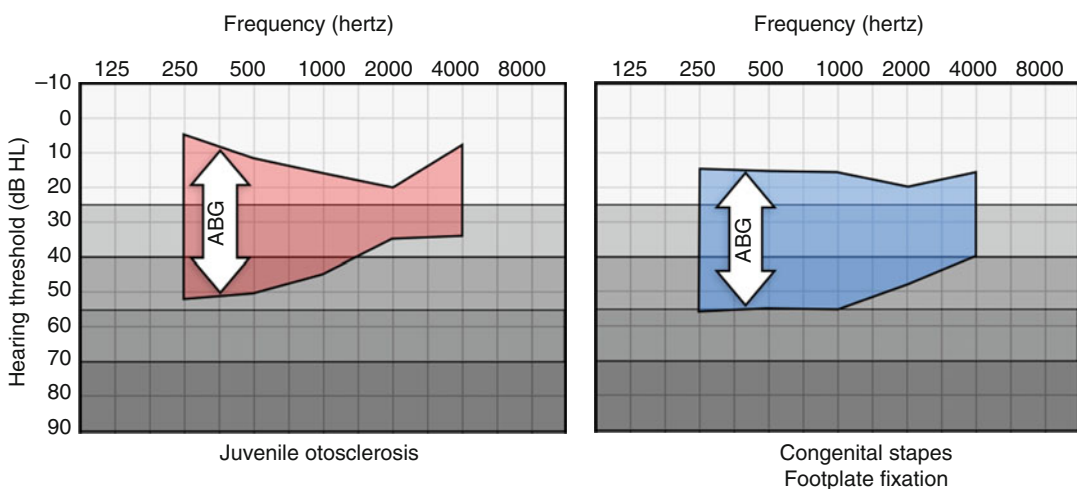 Frequency (hertz)
125 250 500 1000 2000 4000 8000
Hearing threshold (dB HL)
–10
0
10
20
30
40
50
60
70
80
90
ABG
Juvenile otosclerosis
Frequency (hertz)
125 250 500 1000 2000 4000 8000
ABG
Congenital stapes
Footplate fixation